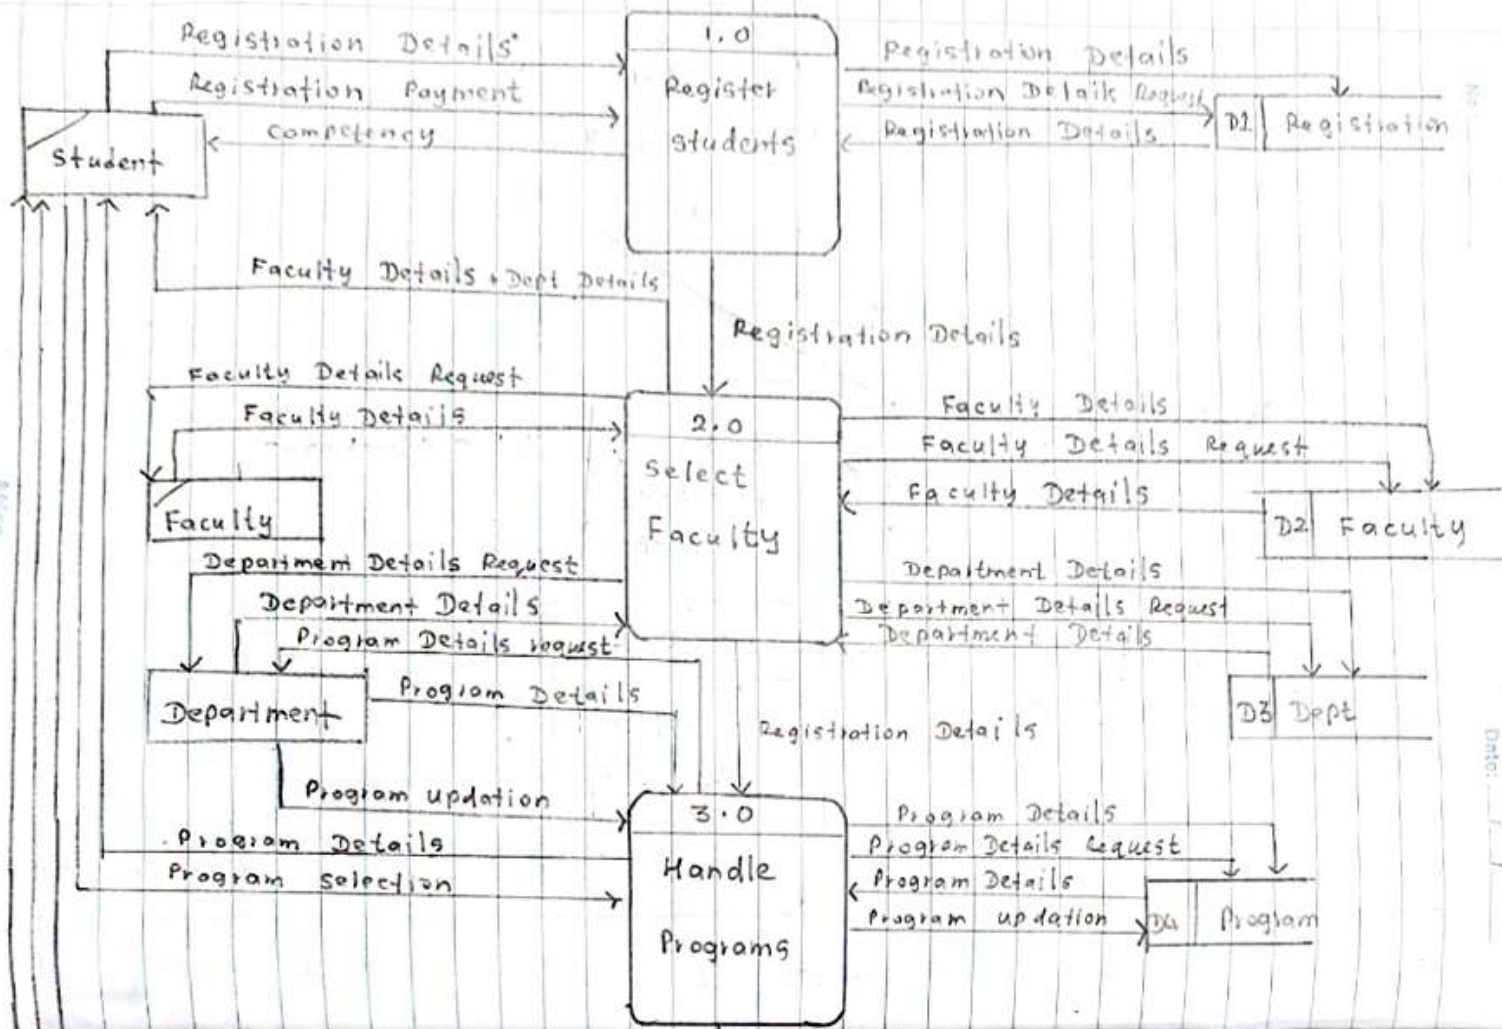 1.0
Register
students
Registration Details
Registration Payment
Competency
Student
Registration Details
Registration Details Request
Registration Details
D1 Registration
No:
Faculty Details + Dept Details
Registration Details
Faculty Details Request
Faculty Details
Faculty
2.0
Select
Faculty
Faculty Details
Faculty Details Request
Faculty Details
D2 Faculty
Department Details Request
Department Details
Program Details request
Program Details
Department
Department Details
Department Details Request
Department Details
D3 Dept
Registration Details
Date:
Program updation
Program Details
Program selection
3.0
Handle
Programs
Program Details
Program Details Request
Program Details
Program updation
D4 Program